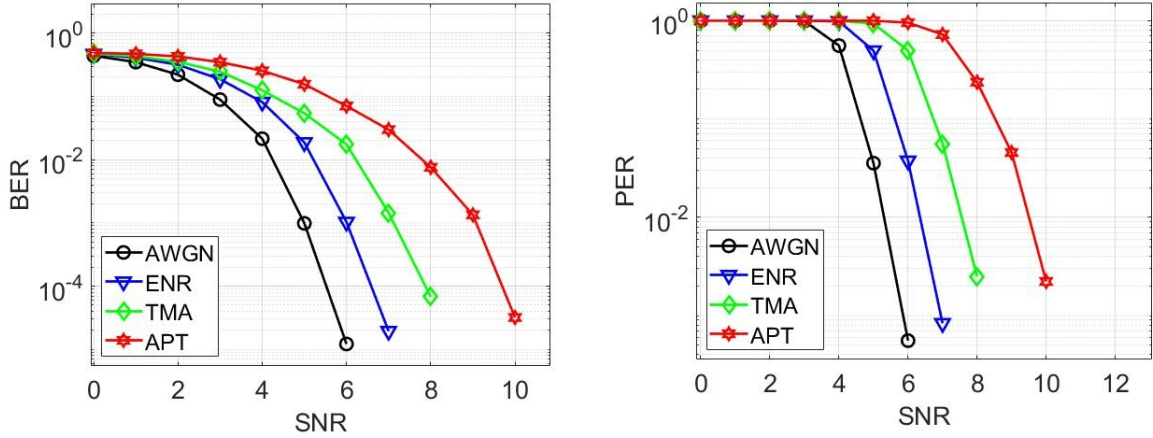 BER
10^0
10^-2
10^-4
AWGN
ENR
TMA
APT
0 2 4 6 8 10
SNR
PER
10^0
10^-2
AWGN
ENR
TMA
APT
0 2 4 6 8 10 12
SNR